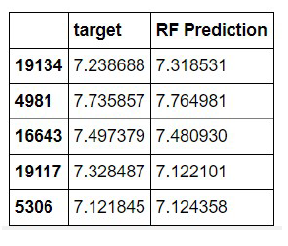 target RF Prediction
19134 7.238688 7.318531
4981 7.735857 7.764981
16643 7.497379 7.480930
19117 7.328487 7.122101
5306 7.121845 7.124358